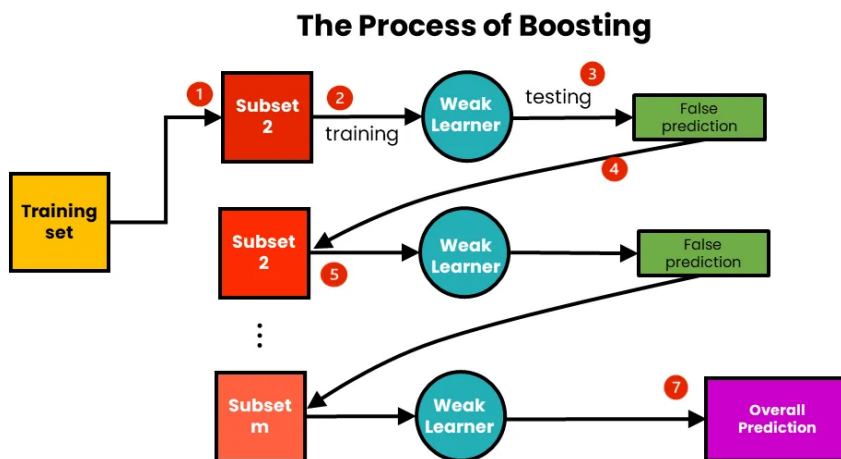 The Process of Boosting
1
Subset
2
2
training
Weak
Learner
3
testing
False
prediction
4
Training
set
Subset
2
5
Weak
Learner
False
prediction
Subset
m
Weak
Learner
7
Overall
Prediction